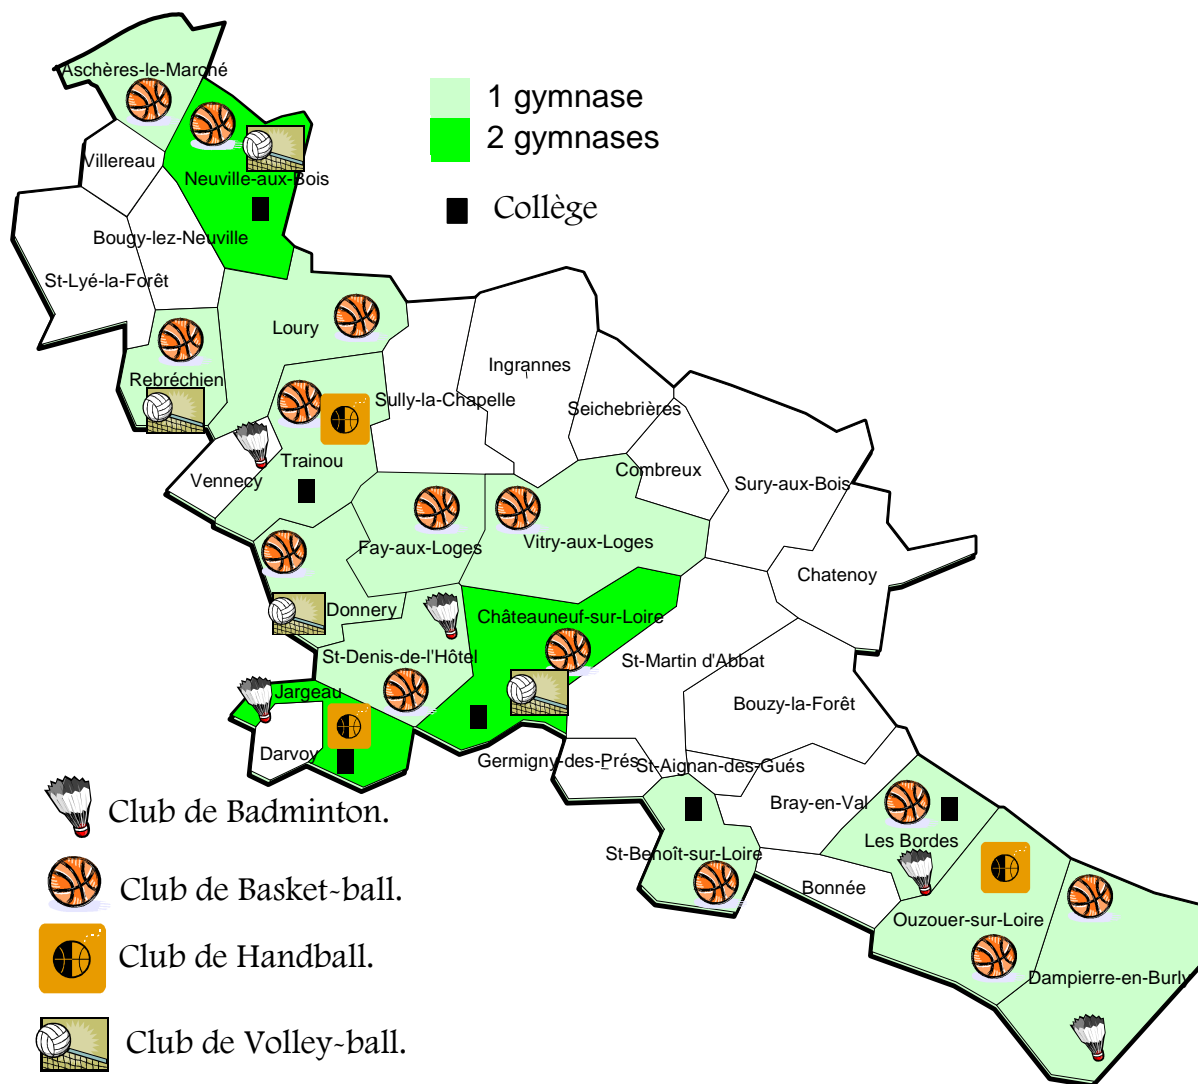 Aschères-le-Marché
1 gymnase
2 gymnases
Villereau
Neuville-aux-Bois
Collège
Bougy-lez-Neuville
St-Lyé-la-Forêt
Loury
Ingrannes
Rebréchien
Sully-la-Chapelle
Seichebrières
Trainou
Vennecy
Combreux
Sury-aux-Bois
Fay-aux-Loges
Vitry-aux-Loges
Chatenoy
Donnery
Châteauneuf-sur-Loire
St-Denis-de-l'Hôtel
St-Martin d'Abbat
Jargeau
Bouzy-la-Forêt
Darvoy
Germigny-des-Prés
St-Aignan-des-Gués
Bray-en-Val
Club de Badminton.
Les Bordes
St-Benoît-sur-Loire
Club de Basket-ball.
Bonnée
Ouzouer-sur-Loire
Club de Handball.
Dampierre-en-Burly
Club de Volley-ball.